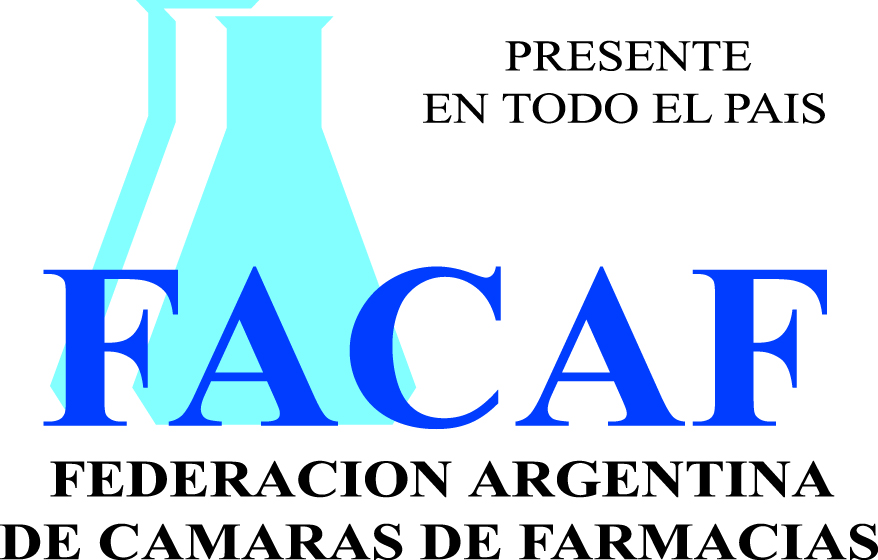 PRESENTE
EN TODO EL PAIS
FACAF
FEDERACION ARGENTINA
DE CAMARAS DE FARMACIAS